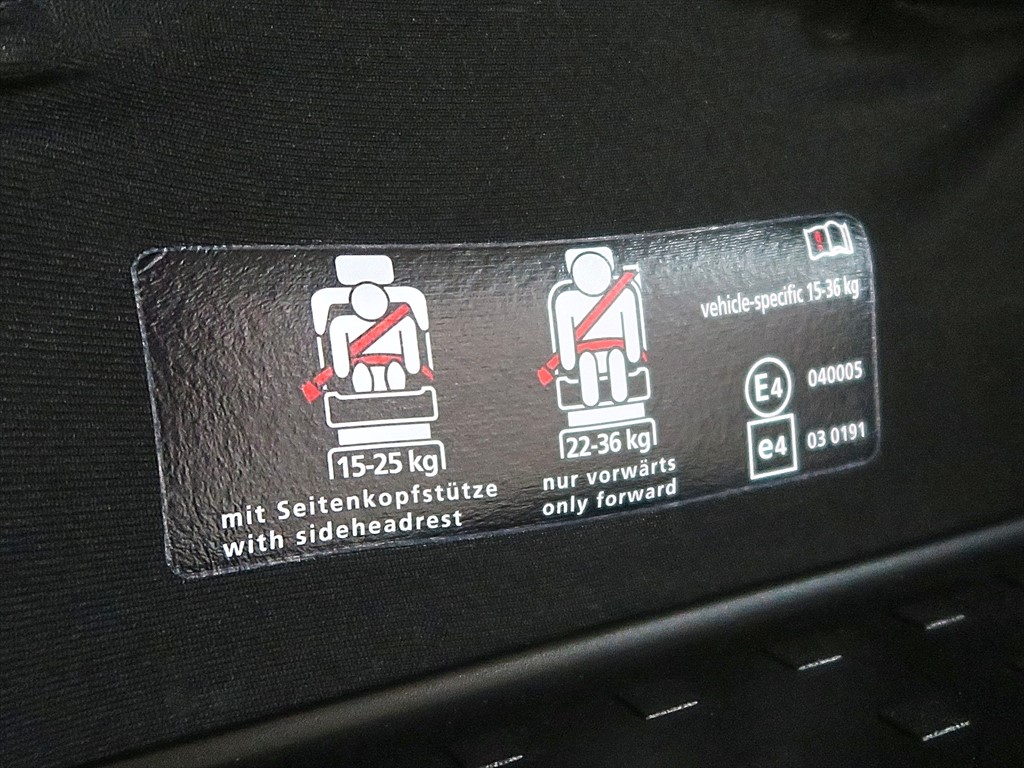 15-25 kg
mit Seitenkopfstütze
with sideheadrest
22-36 kg
nur vorwärts
only forward
vehicle-specific 15-36 kg
E4 040005
e4 03 0191